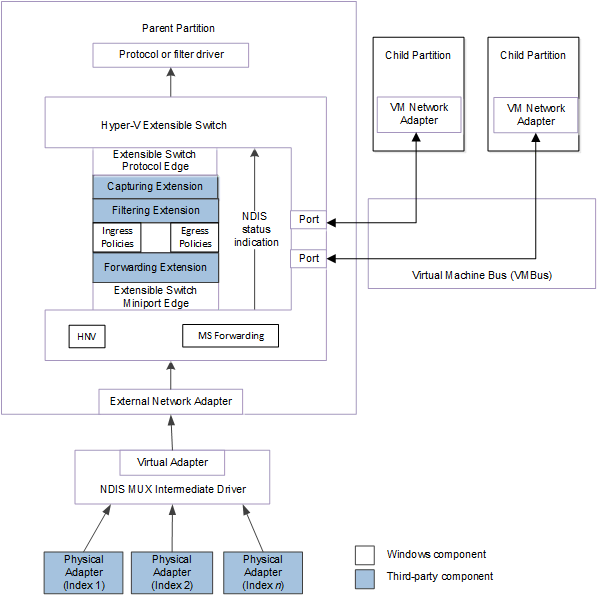 Parent Partition
Protocol or filter driver
Child Partition
Child Partition
VM Network
Adapter
VM Network
Adapter
Hyper-V Extensible Switch
Extensible Switch
Protocol Edge
Capturing Extension
Filtering Extension
Ingress
Policies
Egress
Policies
Forwarding Extension
Extensible Switch
Miniport Edge
NDIS
status
indication
Port
Port
Virtual Machine Bus (VMBus)
HNV
MS Forwarding
External Network Adapter
Virtual Adapter
NDIS MUX Intermediate Driver
Physical
Adapter
(Index 1)
Physical
Adapter
(Index 2)
Physical
Adapter
(Index n)
Windows component
Third-party component